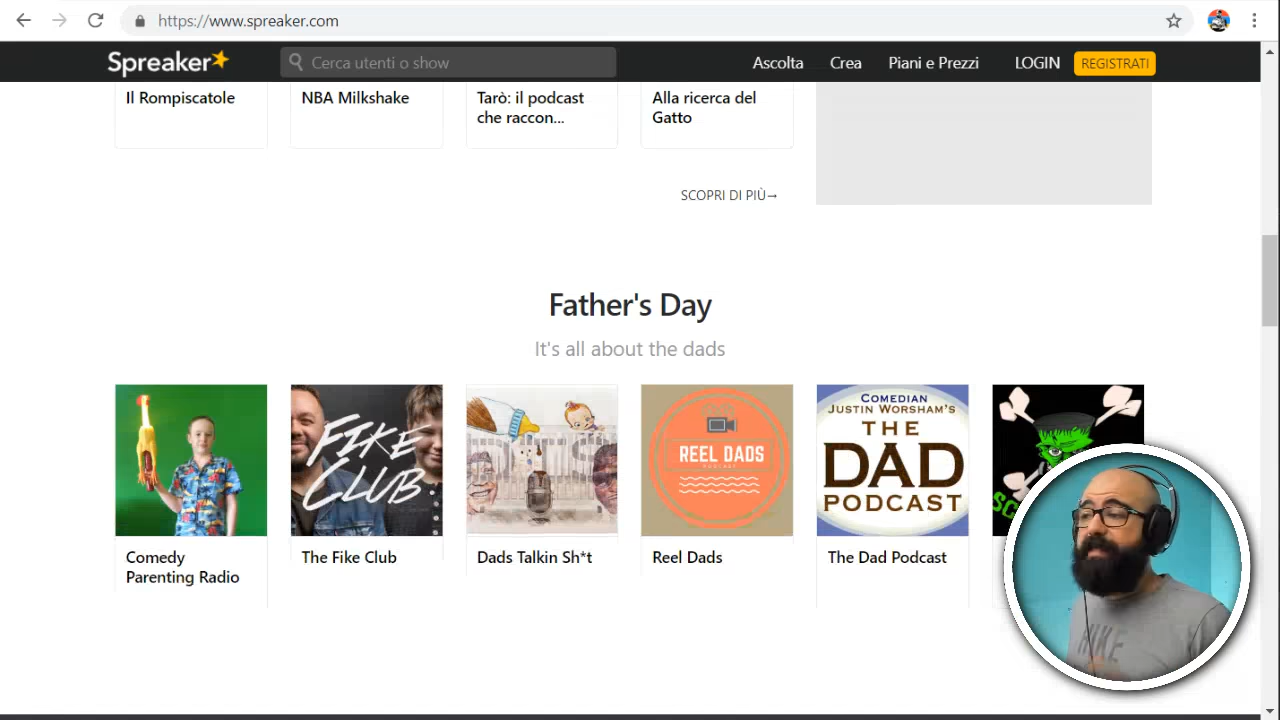 https://www.spreaker.com
Spreaker
Cerca utenti o show
Ascolta
Crea
Piani e Prezzi
LOGIN
REGISTRATI
Il Rompiscatole
NBA Milkshake
Tarò: il podcast
che raccon...
Alla ricerca del
Gatto
SCOPRI DI PIÙ→
Father's Day
It's all about the dads
FIKE
CLUB
REEL DADS
PODCAST
COMEDIAN
JUSTIN WORSHAM'S
THE
DAD
PODCAST
SC
Comedy
Parenting Radio
The Fike Club
Dads Talkin Sh*t
Reel Dads
The Dad Podcast
NIKE